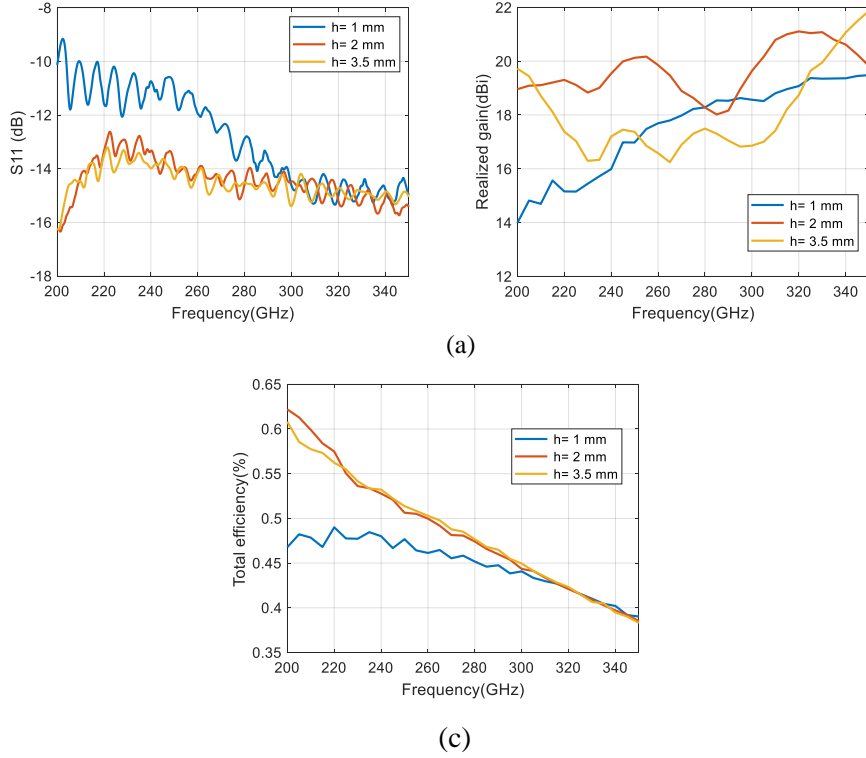 -8
-10
-12
-14
-16
-18
S11 (dB)
h= 1 mm
h= 2 mm
h= 3.5 mm
200 220 240 260 280 300 320 340
Frequency(GHz)
22
20
18
16
14
12
Realized gain(dBi)
h= 1 mm
h= 2 mm
h= 3.5 mm
200 220 240 260 280 300 320 340
Frequency(GHz)
(a)
0.65
0.6
0.55
0.5
0.45
0.4
0.35
Total efficiency(%)
h= 1 mm
h= 2 mm
h= 3.5 mm
200 220 240 260 280 300 320 340
Frequency(GHz)
(c)